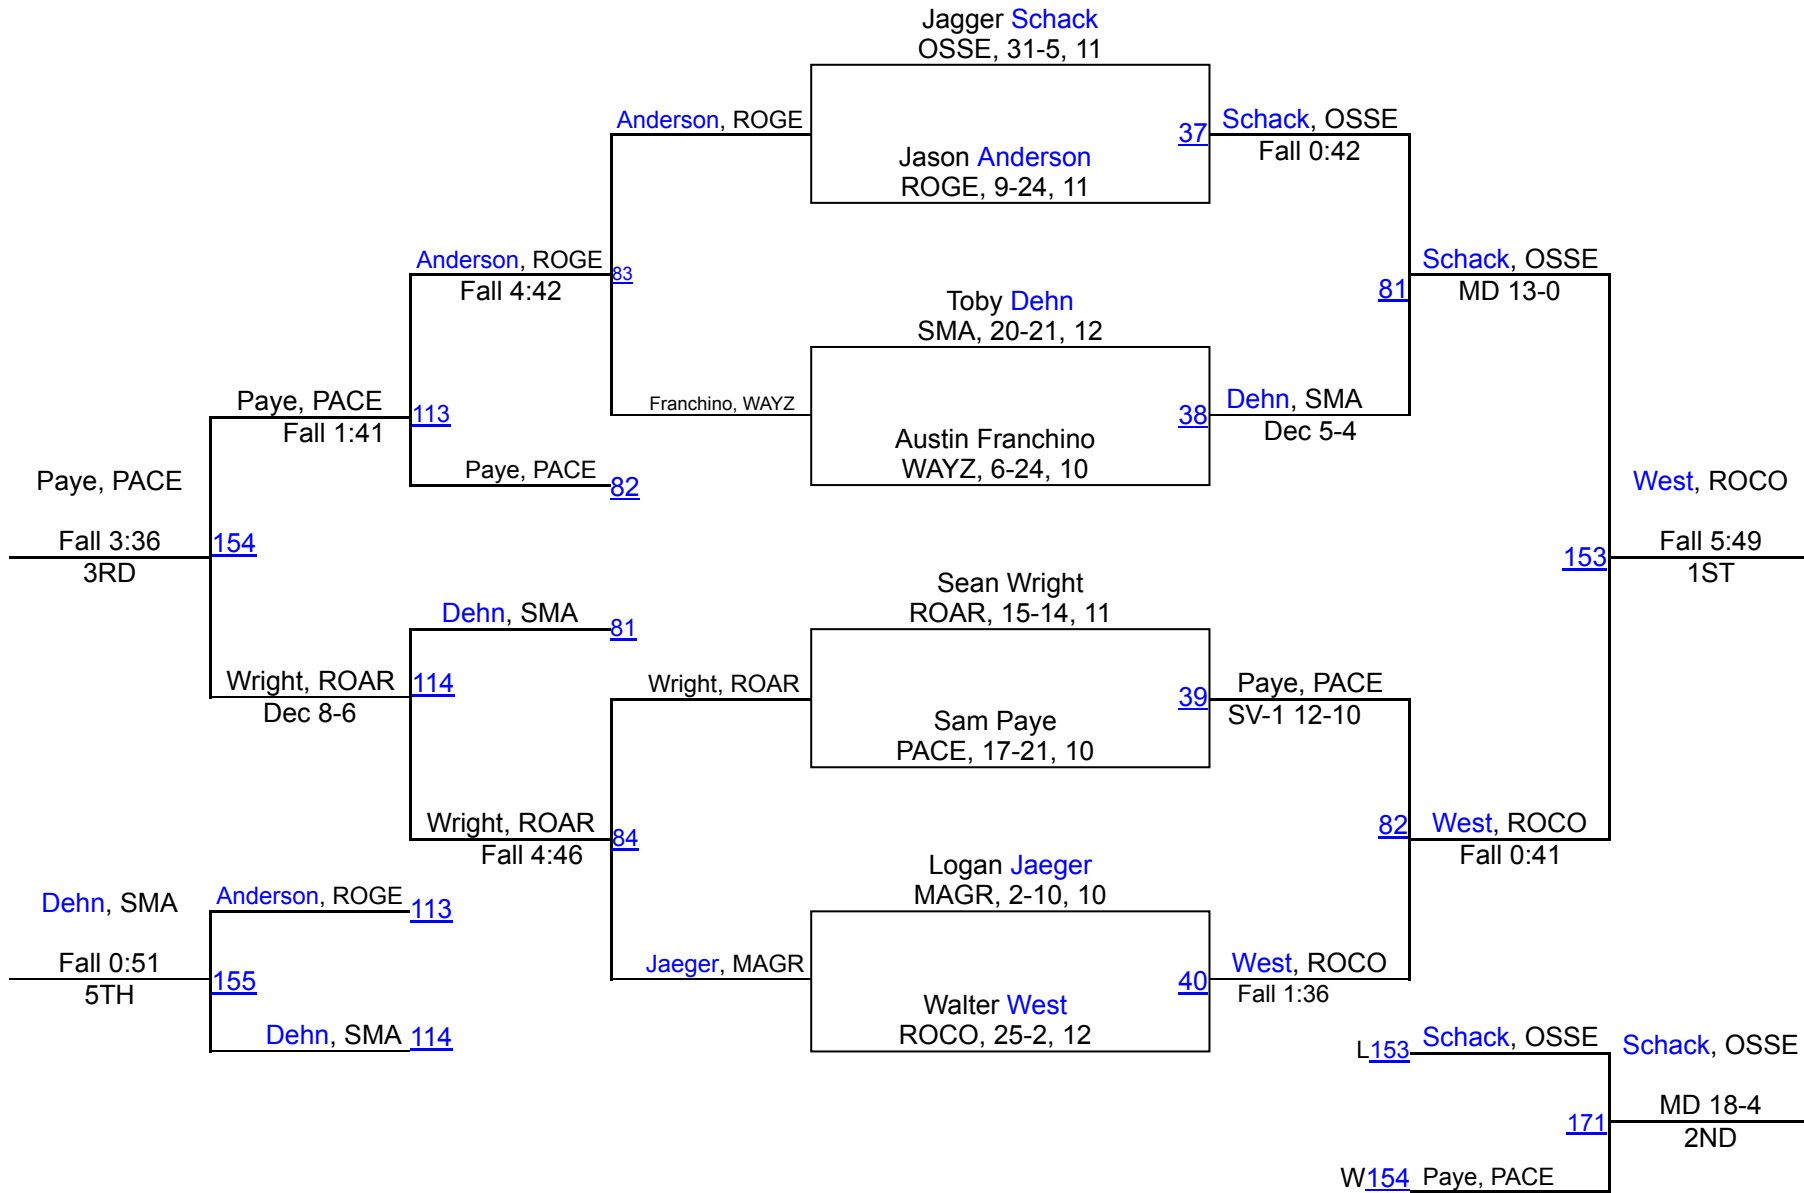 Jagger Schack
OSSE, 31-5, 11
Anderson, ROGE
37
Schack, OSSE
Fall 0:42
Jason Anderson
ROGE, 9-24, 11
Anderson, ROGE
83
Fall 4:42
Schack, OSSE
81
MD 13-0
Toby Dehn
SMA, 20-21, 12
Paye, PACE
113
Fall 1:41
Franchino, WAYZ
38
Dehn, SMA
Dec 5-4
Austin Franchino
WAYZ, 6-24, 10
Paye, PACE
82
Paye, PACE
Fall 3:36
154
3RD
West, ROCO
153
Fall 5:49
1ST
Sean Wright
ROAR, 15-14, 11
Dehn, SMA
81
Wright, ROAR
114
Dec 8-6
Wright, ROAR
39
Paye, PACE
SV-1 12-10
Sam Paye
PACE, 17-21, 10
Wright, ROAR
84
Fall 4:46
82
West, ROCO
Fall 0:41
Logan Jaeger
MAGR, 2-10, 10
Dehn, SMA
Anderson, ROGE
113
Fall 0:51
155
5TH
Dehn, SMA
114
Jaeger, MAGR
40
West, ROCO
Fall 1:36
Walter West
ROCO, 25-2, 12
L153
Schack, OSSE
Schack, OSSE
171
MD 18-4
2ND
W154
Paye, PACE